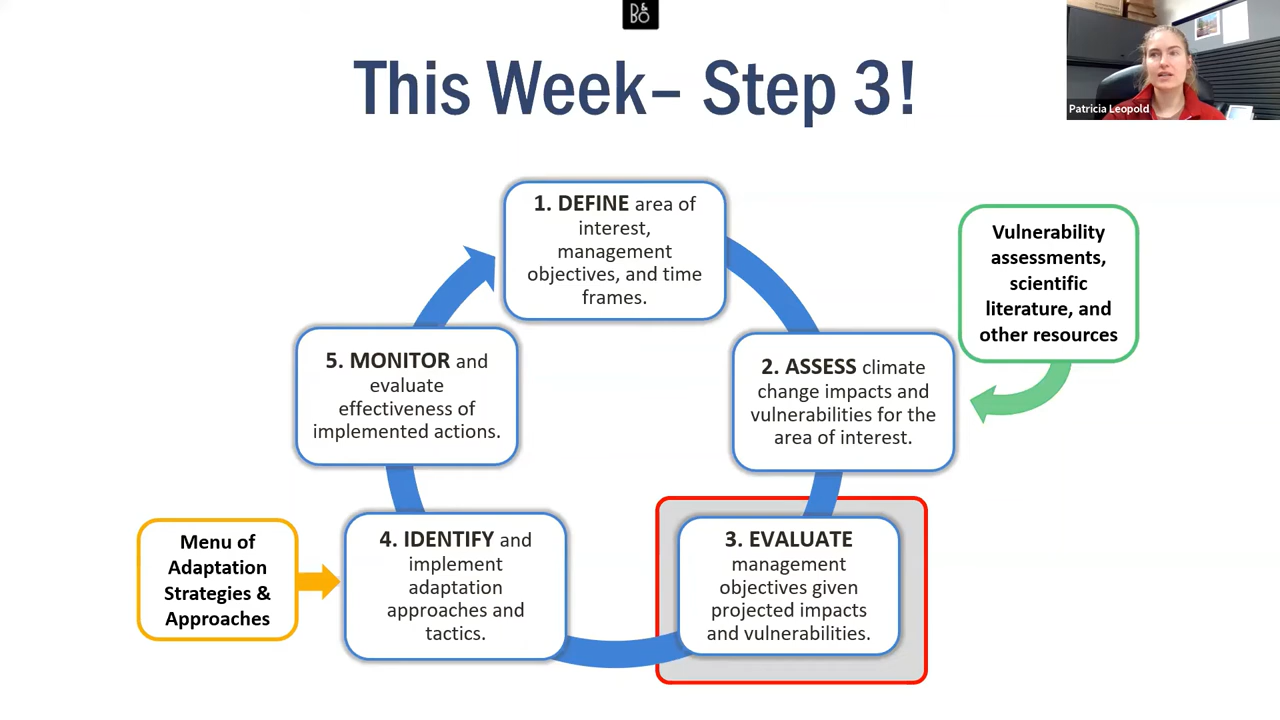 B&O
This Week– Step 3!
Patricia Leopold
1. DEFINE area of
interest,
management
objectives, and time
frames.
Vulnerability
assessments,
scientific
literature, and
other resources
2. ASSESS climate
change impacts and
vulnerabilities for the
area of interest.
5. MONITOR and
evaluate
effectiveness of
implemented actions.
3. EVALUATE
management
objectives given
projected impacts
and vulnerabilities.
4. IDENTIFY and
implement
adaptation
approaches and
tactics.
Menu of
Adaptation
Strategies &
Approaches